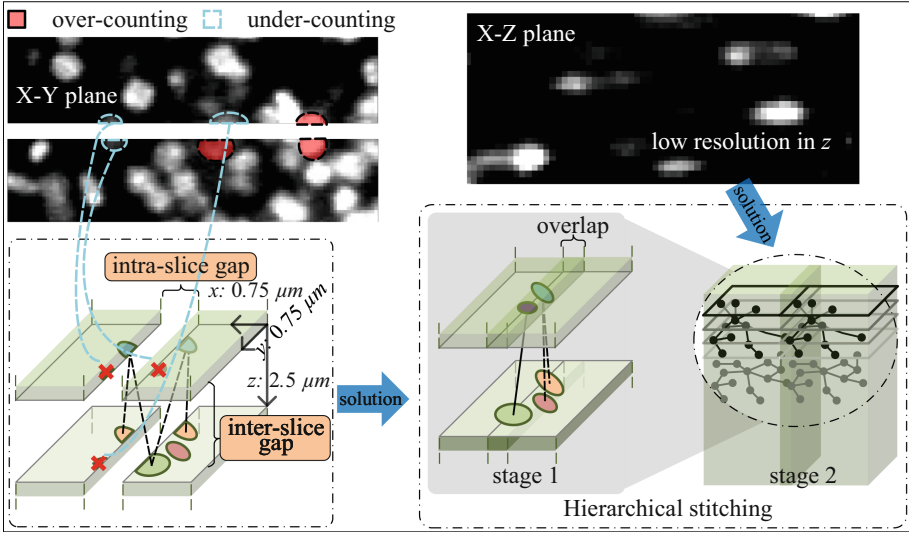 over-counting
under-counting
X-Y plane
X-Z plane
low resolution in z
solution
intra-slice gap
x: 0.75 μm
y: 0.75 μm
z: 2.5 μm
inter-slice
gap
solution
overlap
stage 1
stage 2
Hierarchical stitching